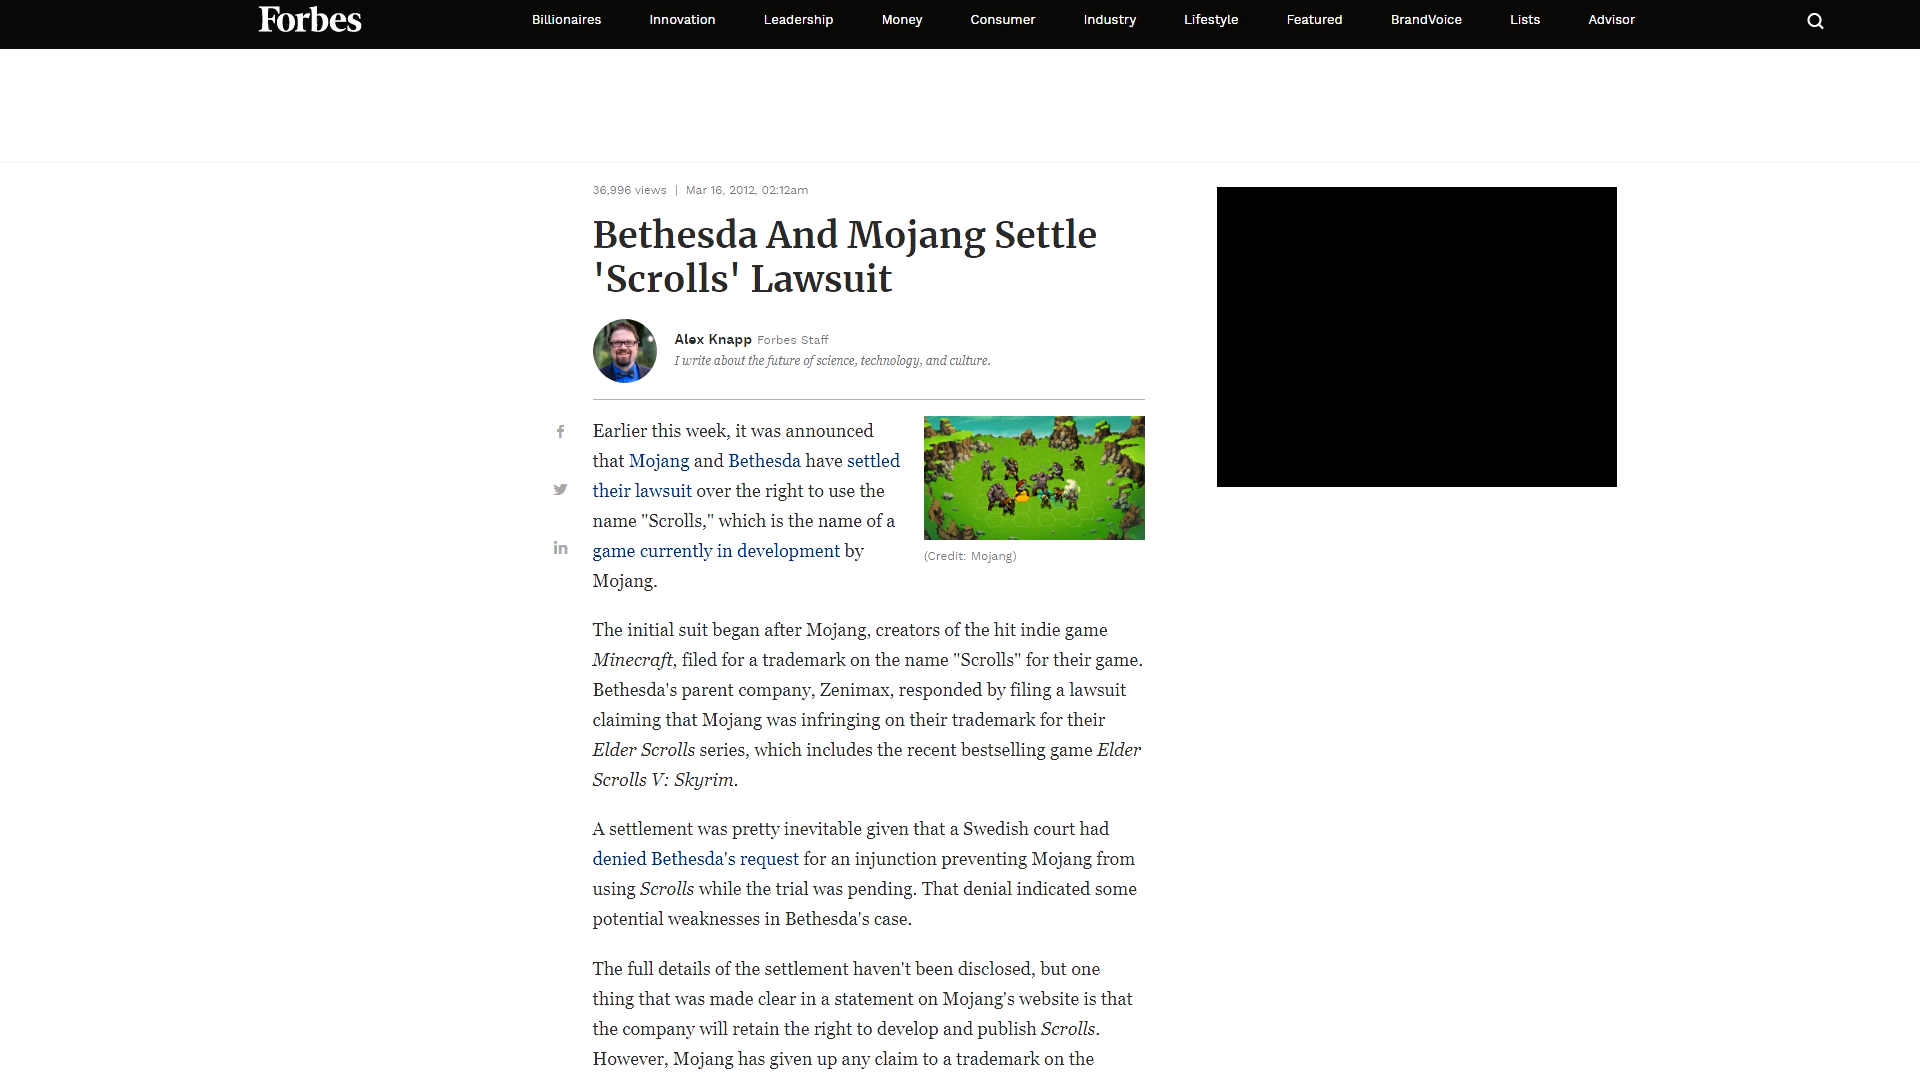 Forbes
Billionaires Innovation Leadership Money Consumer Industry Lifestyle Featured BrandVoice Lists Advisor
36,996 views | Mar 16, 2012, 02:12am
Bethesda And Mojang Settle
'Scrolls' Lawsuit
Alex Knapp Forbes Staff
I write about the future of science, technology, and culture.
Earlier this week, it was announced
that Mojang and Bethesda have settled
their lawsuit over the right to use the
name "Scrolls," which is the name of a
game currently in development by
Mojang.
(Credit: Mojang)
The initial suit began after Mojang, creators of the hit indie game
Minecraft, filed for a trademark on the name "Scrolls" for their game.
Bethesda's parent company, Zenimax, responded by filing a lawsuit
claiming that Mojang was infringing on their trademark for their
Elder Scrolls series, which includes the recent bestselling game Elder
Scrolls V: Skyrim.
A settlement was pretty inevitable given that a Swedish court had
denied Bethesda's request for an injunction preventing Mojang from
using Scrolls while the trial was pending. That denial indicated some
potential weaknesses in Bethesda's case.
The full details of the settlement haven't been disclosed, but one
thing that was made clear in a statement on Mojang's website is that
the company will retain the right to develop and publish Scrolls.
However, Mojang has given up any claim to a trademark on the